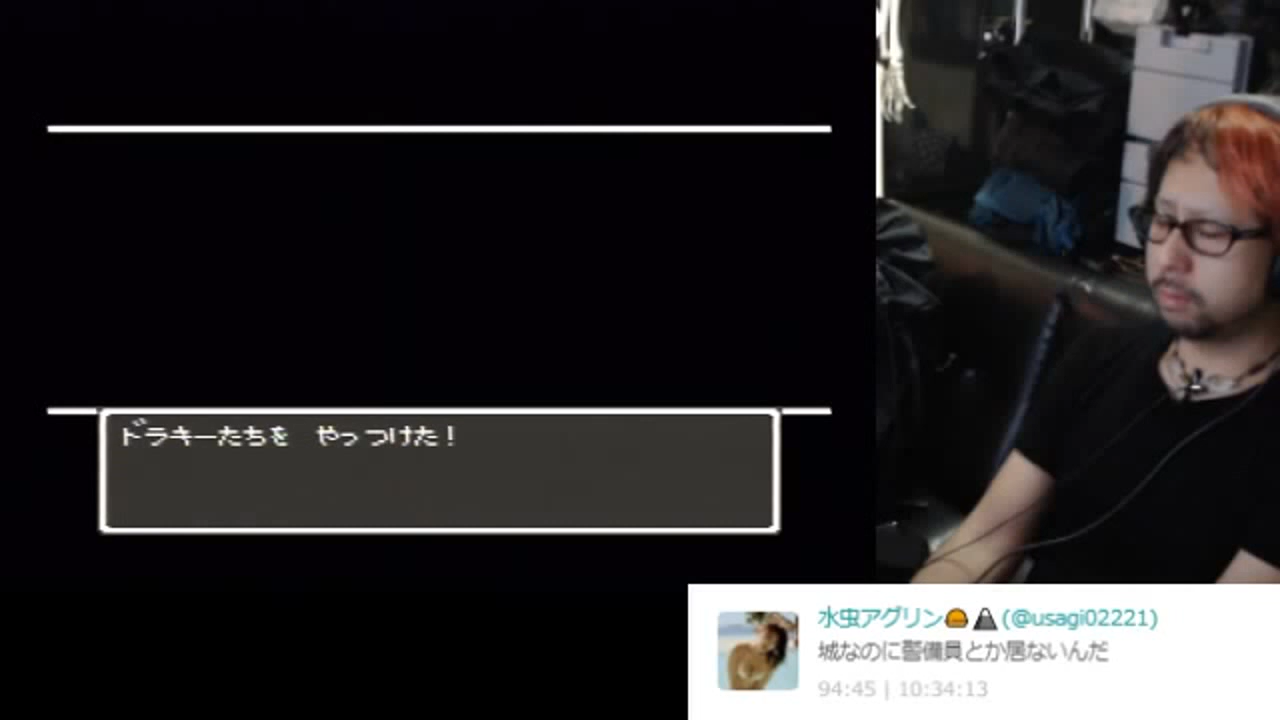 ドラキーたちを　やっつけた！
水虫アグリン🍔🗻(@usagi02221)
城なのに警備員とか居ないんだ
94:45 | 10:34:13